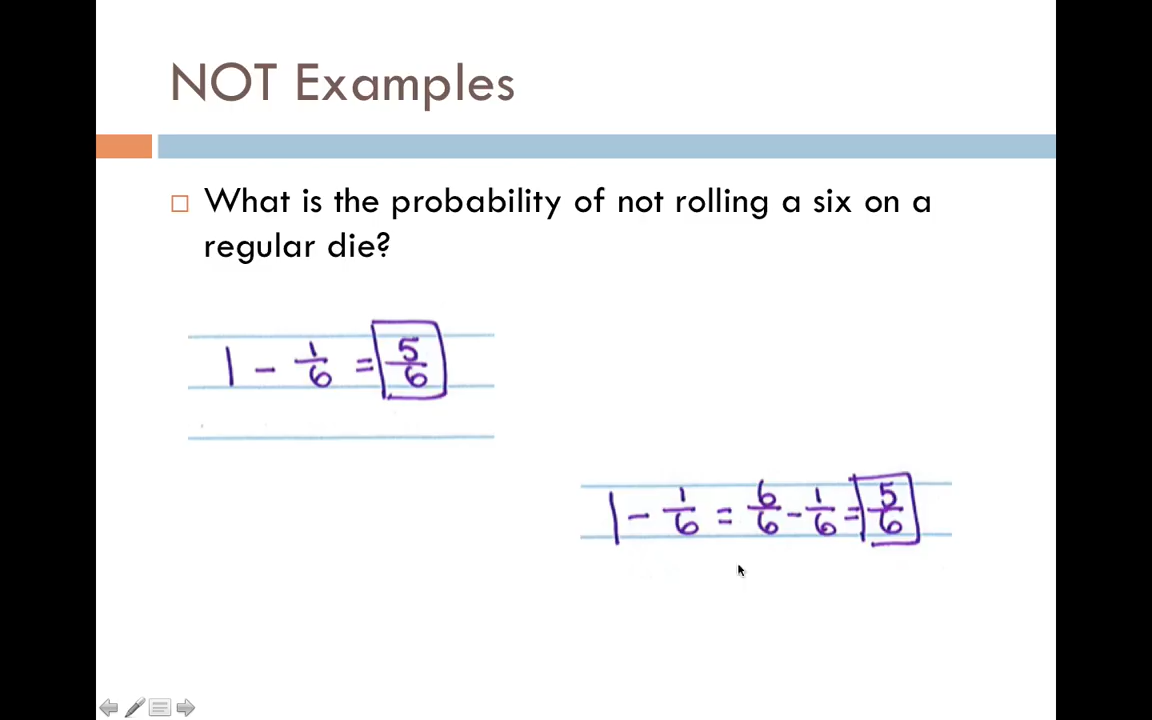 NOT Examples
What is the probability of not rolling a six on a
regular die?
1 - 1/6 = 5/6
1 - 1/6 = 6/6 - 1/6 = 5/6